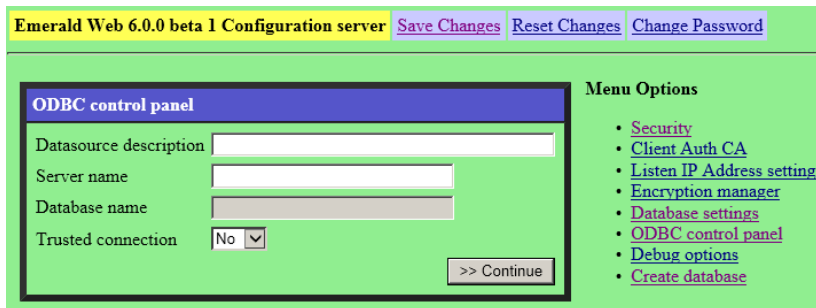 Emerald Web 6.0.0 beta 1 Configuration server Save Changes Reset Changes Change Password
ODBC control panel
Datasource description
Server name
Database name
Trusted connection No
>> Continue
Menu Options
• Security
• Client Auth CA
• Listen IP Address setting
• Encryption manager
• Database settings
• ODBC control panel
• Debug options
• Create database